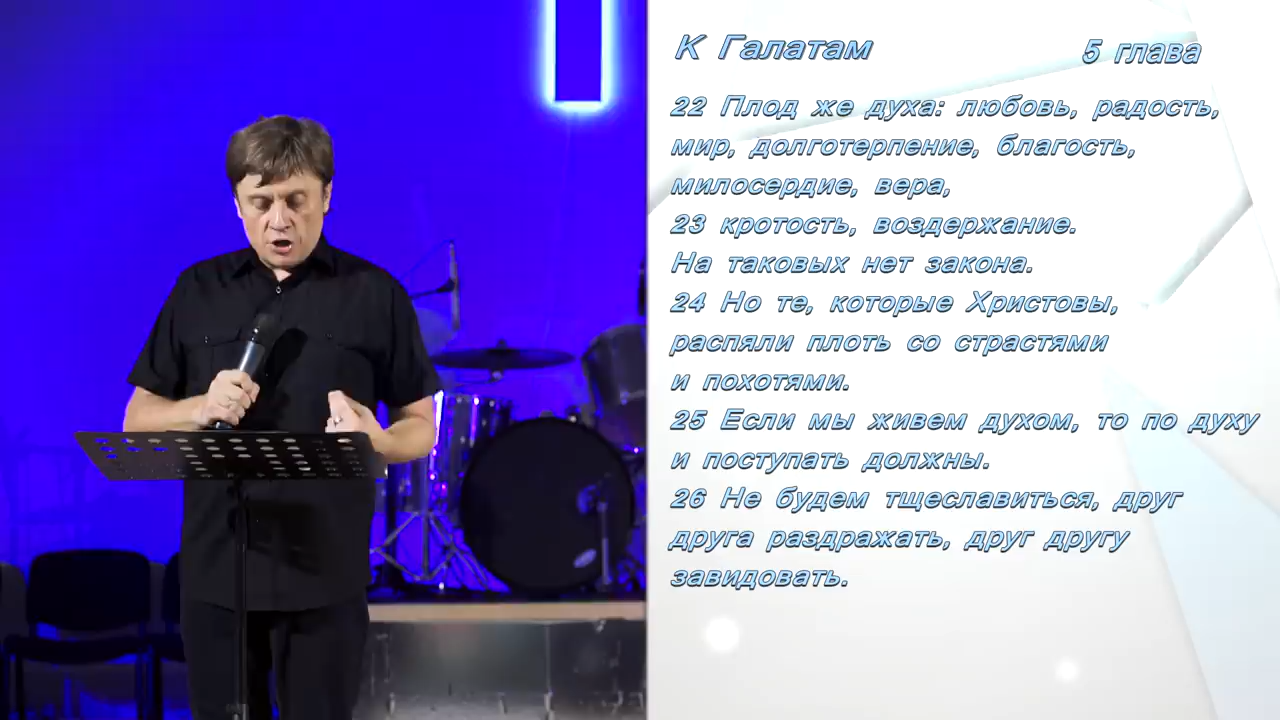 К Галатам 5 глава
22 Плод же духа: любовь, радость,
мир, долготерпение, благость,
милосердие, вера,
23 кротость, воздержание.
На таковых нет закона.
24 Но те, которые Христовы,
распяли плоть со страстями
и похотями.
25 Если мы живем духом, то по духу
и поступать должны.
26 Не будем тщеславиться, друг
друга раздражать, друг другу
завидовать.